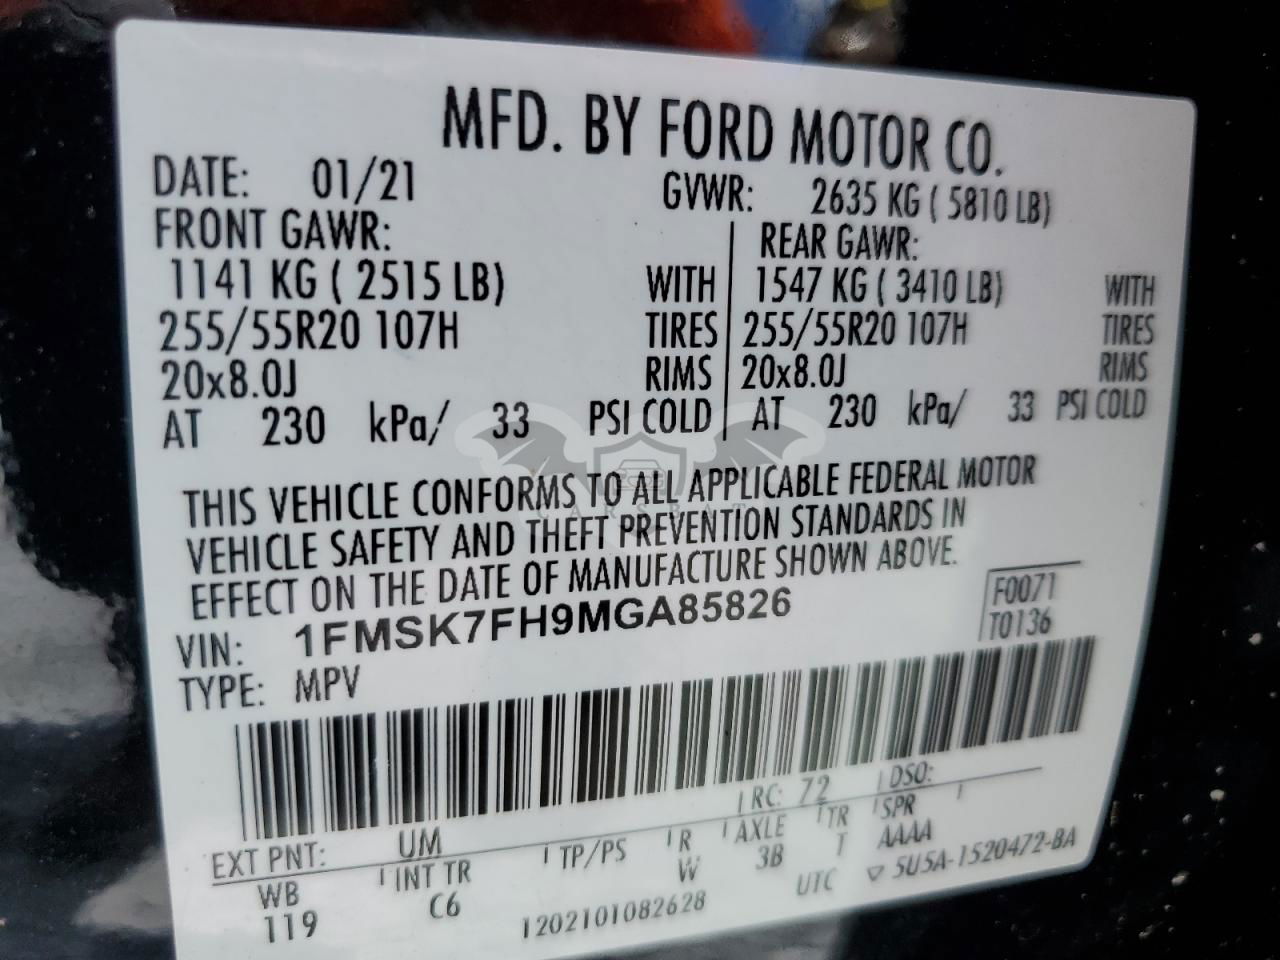 MFD. BY FORD MOTOR CO.
DATE: 01/21 GVWR: 2635 KG ( 5810 LB)
FRONT GAWR: REAR GAWR:
1141 KG ( 2515 LB) WITH 1547 KG ( 3410 LB) WITH
255/55R20 107H TIRES 255/55R20 107H TIRES
20x8.0J RIMS 20x8.0J RIMS
AT 230 kPa/ 33 PSI COLD AT 230 kPa/ 33 PSI COLD
THIS VEHICLE CONFORMS TO ALL APPLICABLE FEDERAL MOTOR
CARSBAT
VEHICLE SAFETY AND THEFT PREVENTION STANDARDS IN
EFFECT ON THE DATE OF MANUFACTURE SHOWN ABOVE.
F0071
VIN: 1FMSK7FH9MGA85826 T0136
TYPE: MPV
RC: 72 DSO:
EXT PNT: UM
WB INT TR TP/PS R AXLE TR SPR
119 C6 W 3B T AAAA
1202101082628 UTC ▽ 5U5A-1520472-BA